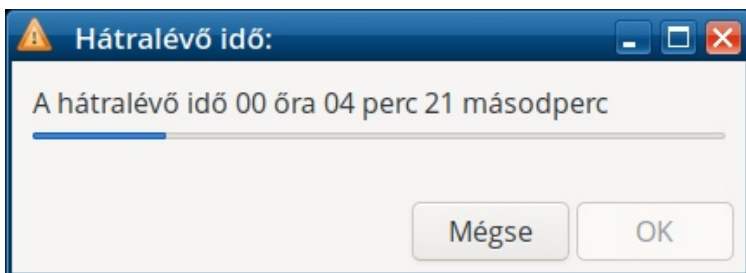 Hátralévő idő:
A hátralévő idő 00 őra 04 perc 21 másodperc
Mégse
OK